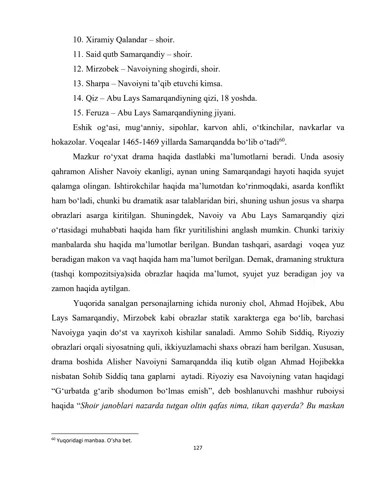 10. Xiramiy Qalandar – shoir.
11. Said qutb Samarqandiy – shoir.
12. Mirzobek – Navoiyning shogirdi, shoir.
13. Sharpa – Navoiyni ta’qib etuvchi kimsa.
14. Qiz – Abu Lays Samarqandiyning qizi, 18 yoshda.
15. Feruza – Abu Lays Samarqandiyning jiyani.
Eshik og‘asi, mug‘anniy, sipohlar, karvon ahli, o‘tkinchilar, navkarlar va
hokazolar. Voqealar 1465-1469 yillarda Samarqandda bo‘lib o‘tadi⁶⁰.
Mazkur ro‘yxat drama haqida dastlabki ma’lumotlarni beradi. Unda asosiy
qahramon Alisher Navoiy ekanligi, aynan uning Samarqandagi hayoti haqida syujet
qalamga olingan. Ishtirokchilar haqida ma’lumotdan ko‘rinmoqdaki, asarda konflikt
ham bo‘ladi, chunki bu dramatik asar talablaridan biri, shuning ushun josus va sharpa
obrazlari asarga kiritilgan. Shuningdek, Navoiy va Abu Lays Samarqandiy qizi
o‘rtasidagi muhabbati haqida ham fikr yuritilishini anglash mumkin. Chunki tarixiy
manbalarda shu haqida ma’lumotlar berilgan. Bundan tashqari, asardagi voqea yuz
beradigan makon va vaqt haqida ham ma’lumot berilgan. Demak, dramaning struktura
(tashqi kompozitsiya)sida obrazlar haqida ma’lumot, syujet yuz beradigan joy va
zamon haqida aytilgan.
Yuqorida sanalgan personajlarning ichida nuroniy chol, Ahmad Hojibek, Abu
Lays Samarqandiy, Mirzobek kabi obrazlar statik xarakterga ega bo‘lib, barchasi
Navoiyga yaqin do‘st va xayrixoh kishilar sanaladi. Ammo Sohib Siddiq, Riyoziy
obrazlari orqali siyosatning quli, ikkiyuzlamachi shaxs obrazi ham berilgan. Xususan,
drama boshida Alisher Navoiyni Samarqandda iliq kutib olgan Ahmad Hojibekka
nisbatan Sohib Siddiq tana gaplarni aytadi. Riyoziy esa Navoiyning vatan haqidagi
“G‘urbatda g‘arib shodumon bo‘lmas emish”, deb boshlanuvchi mashhur ruboiysi
haqida “Shoir janoblari nazarda tutgan oltin qafas nima, tikan qayerda? Bu maskan
⁶⁰ Yuqoridagi manbaa. O‘sha bet.
127